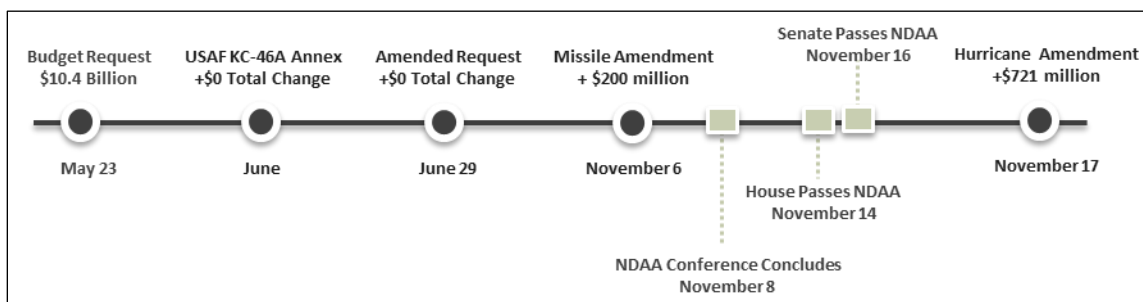 Budget Request
$10.4 Billion
May 23
USAF KC-46A Annex
+$0 Total Change
June
Amended Request
+$0 Total Change
June 29
Missile Amendment
+ $200 million
November 6
NDAA Conference Concludes
November 8
House Passes NDAA
November 14
Senate Passes NDAA
November 16
Hurricane Amendment
+$721 million
November 17